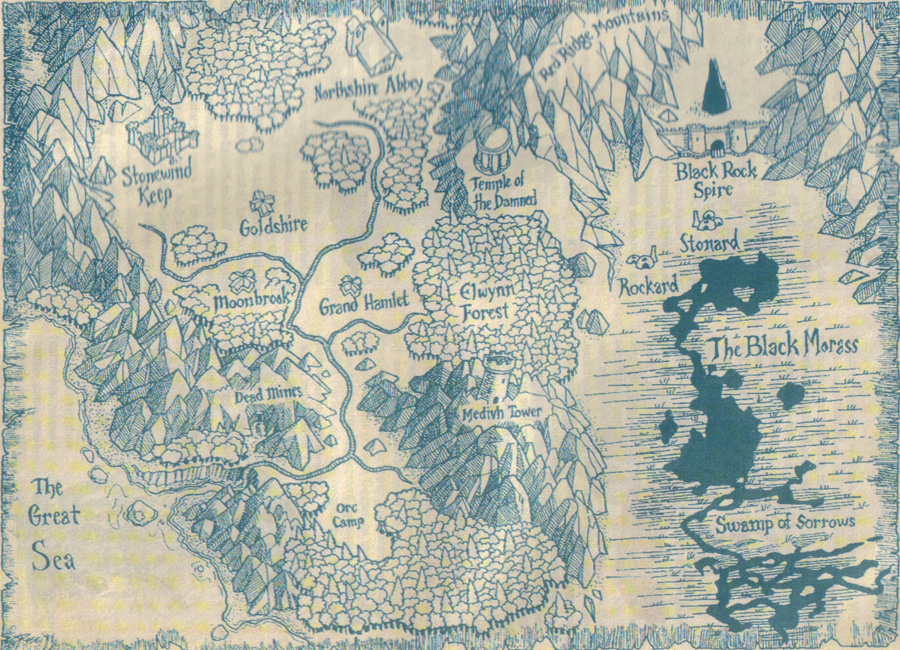 Red Ridge Mountains
Northshire Abbey
Black Rock
Spire
Stonewind
Keep
Temple of
the Damned
Goldshire
Stonard
Rockard
Moonbrook
Grand Hamlet
Elwynn
Forest
The Black Morass
Dead Mines
Medivh Tower
The
Great
Sea
Orc
Camp
Swamp of Sorrows